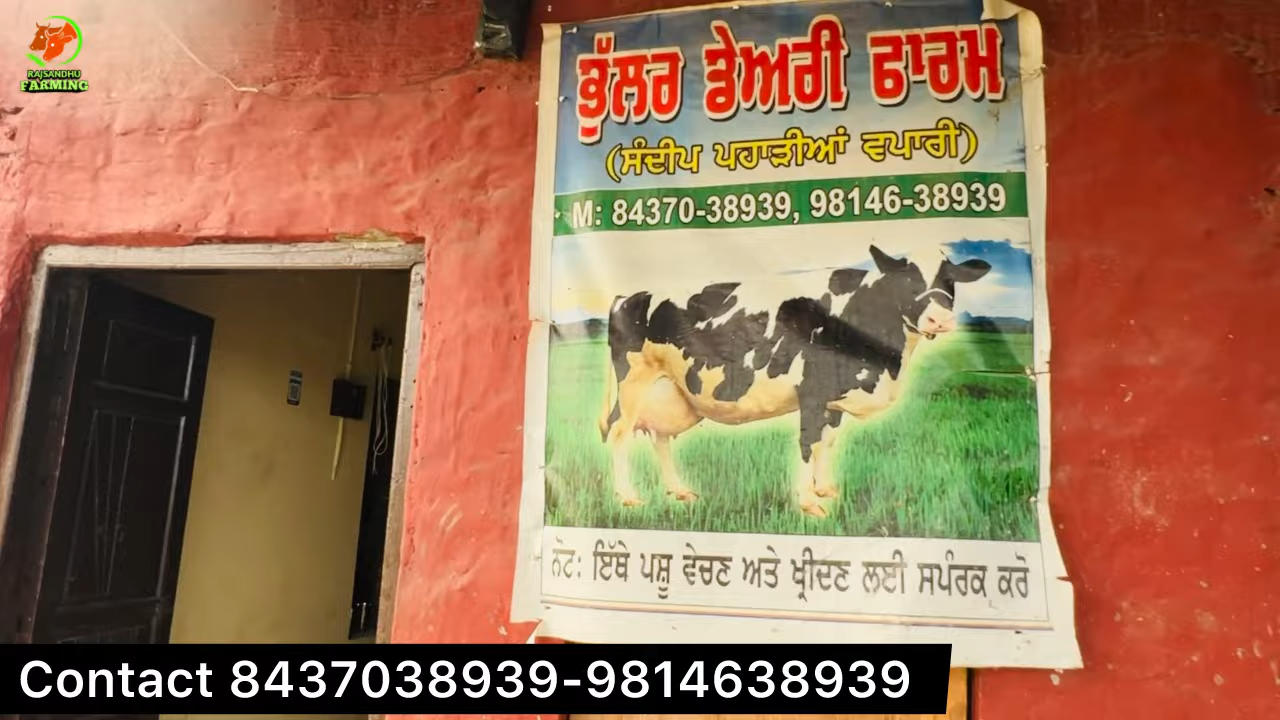 RAJSANDHU
FARMING
ਭੁੱਲਰ ਡੇਅਰੀ ਫਾਰਮ
(ਸੰਦੀਪ ਪਹਾੜੀਆਂ ਵਪਾਰੀ)
M: 84370-38939, 98146-38939
ਨੋਟ: ਇੱਥੇ ਪਸ਼ੂ ਵੇਚਣ ਅਤੇ ਖ੍ਰੀਦਣ ਲਈ ਸਪੰਰਕ ਕਰੋ
Contact 8437038939-9814638939